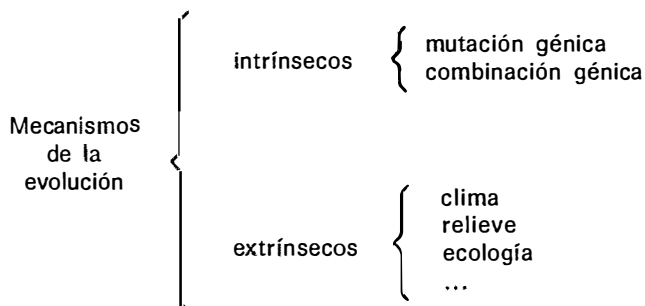 Mecanismos
de la
evolución
intrínsecos
mutación génica
combinación génica
extrínsecos
clima
relieve
ecología
...